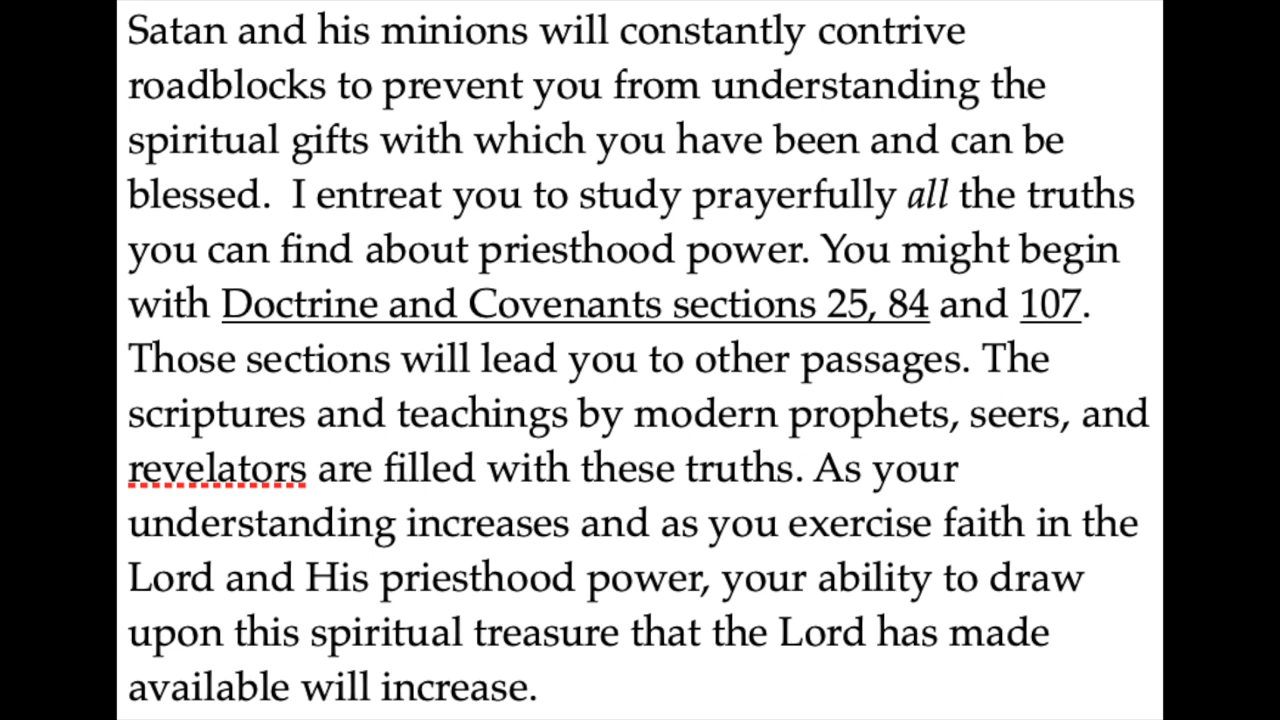 Satan and his minions will constantly contrive
roadblocks to prevent you from understanding the
spiritual gifts with which you have been and can be
blessed.  I entreat you to study prayerfully all the truths
you can find about priesthood power. You might begin
with Doctrine and Covenants sections 25, 84 and 107.
Those sections will lead you to other passages. The
scriptures and teachings by modern prophets, seers, and
revelators are filled with these truths. As your
understanding increases and as you exercise faith in the
Lord and His priesthood power, your ability to draw
upon this spiritual treasure that the Lord has made
available will increase.